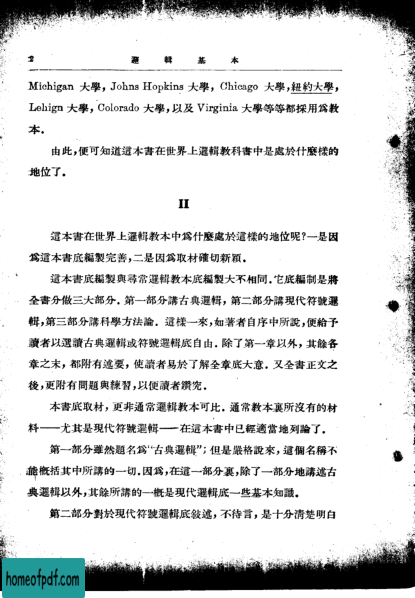 2 邏輯基本
Michigan 大學，Johns Hopkins 大學，Chicago 大學，紐約大學，
Lehign 大學，Colorado 大學，以及 Virginia 大學等等都採用爲教
本．
由此，便可知道這本書在世界上邏輯教科書中是處於什麼樣的
地位了．
II
這本書在世界上邏輯教本中爲什麼處於這樣的地位呢？一是因
爲這本書底編製完善，二是因爲取材確切新穎．
這本書底編製與尋常邏輯教本底編製大不相同．它底編制是將
全書分做三大部分．第一部分講古典邏輯，第二部分講現代符號邏
輯，第三部分講科學方法論．這樣一來，如著者自序中所說，便給予
讀者以選讀古典邏輯或符號邏輯底自由．除了第一章以外，其餘各
章之末，都附有述要，使讀者易於了解全章底大意．又全書正文之
後，更附有問題與練習，以便讀者鑽究．
本書底取材，更非通常邏輯教本可比．通常教本裏所沒有的材
料——尤其是現代符號邏輯——在這本書中已經適當地列論了．
第一部分雖然題名爲“古典邏輯”；但是嚴格說來，這個名稱不
能概括其中所講的一切．因爲，在這一部分裏，除了一部分地講述古
典邏輯以外，其餘所講的一概是現代邏輯底一些基本知識．
第二部分對於現代符號邏輯底敍述，不待言，是十分清楚明白
homeofpdf.com